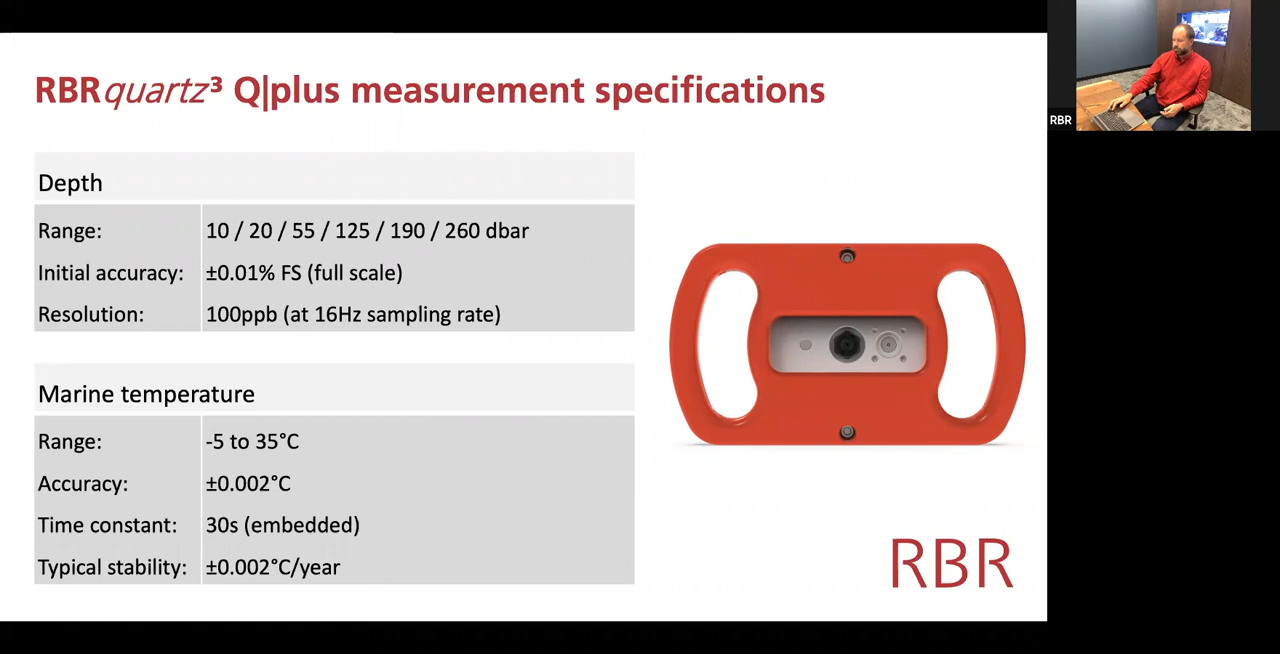 RBRquartz³ Q|plus measurement specifications
RBR
Depth
Range: 10 / 20 / 55 / 125 / 190 / 260 dbar
Initial accuracy: ±0.01% FS (full scale)
Resolution: 100ppb (at 16Hz sampling rate)
Marine temperature
Range: -5 to 35°C
Accuracy: ±0.002°C
Time constant: 30s (embedded)
Typical stability: ±0.002°C/year
RBR